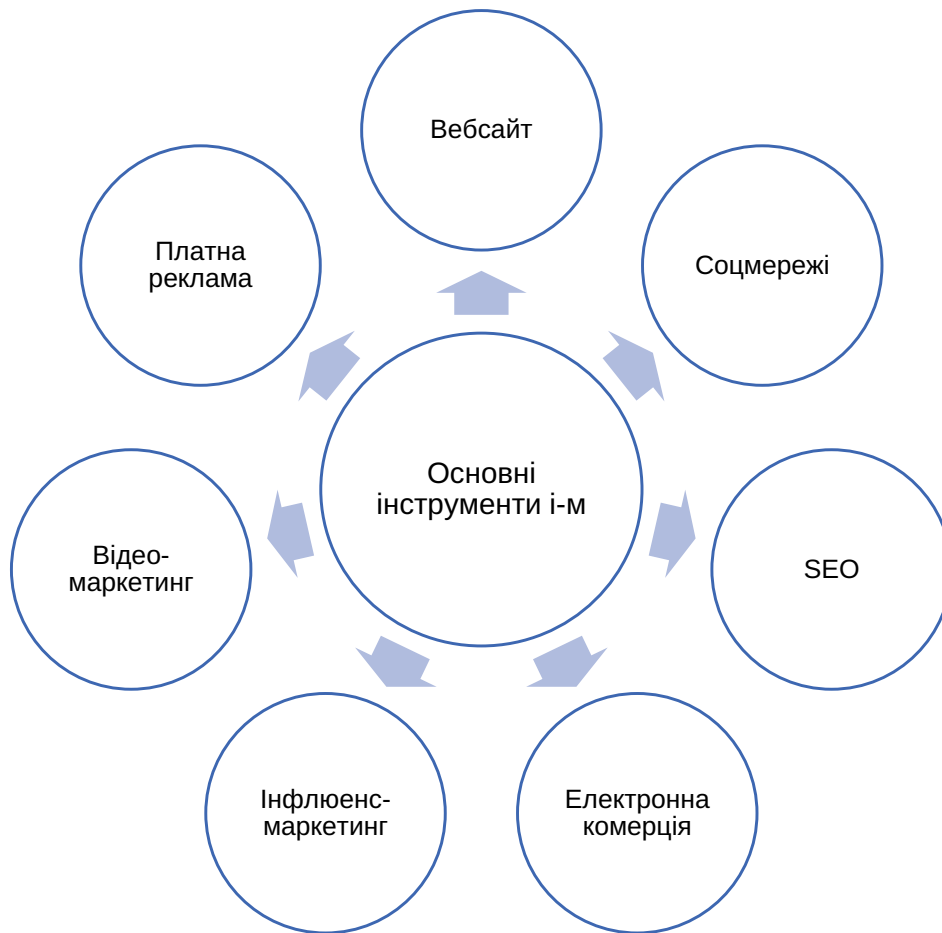 Вебсайт
Платна
реклама
Соцмережі
Основні
інструменти і-м
Відео-
маркетинг
SEO
Інфлюенс-
маркетинг
Електронна
комерція